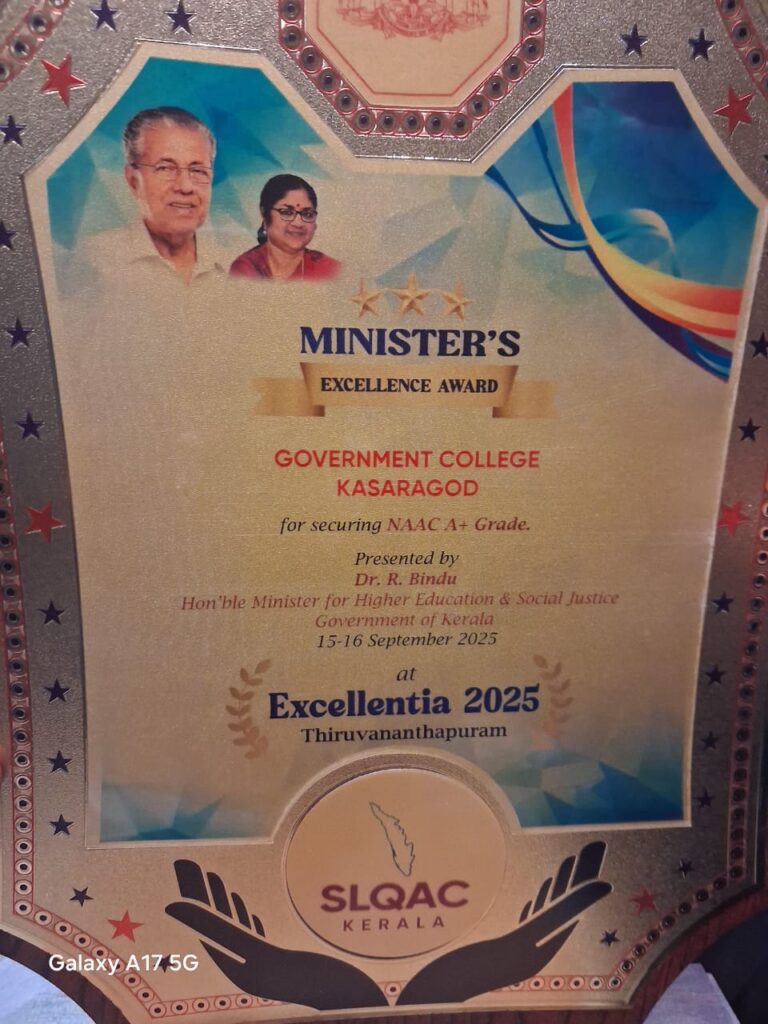 MINISTER'S
EXCELLENCE AWARD
GOVERNMENT COLLEGE
KASARAGOD
for securing NAAC A+ Grade.
Presented by
Dr. R. Bindu
Hon'ble Minister for Higher Education & Social Justice
Government of Kerala
15-16 September 2025
at
Excellentia 2025
Thiruvananthapuram
SLQAC
KERALA
Galaxy A17 5G